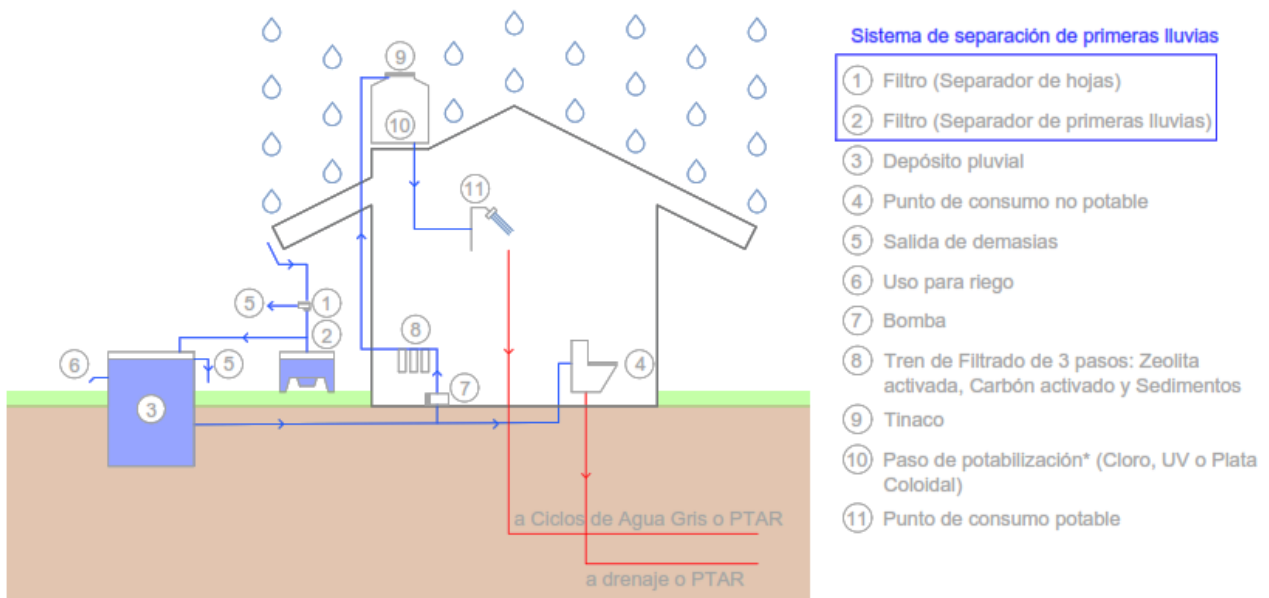 9
10
11
5
1
2
8
6
5
4
7
3
a Ciclos de Agua Gris o PTAR
a drenaje o PTAR
Sistema de separación de primeras lluvias
1 Filtro (Separador de hojas)
2 Filtro (Separador de primeras lluvias)
3 Depósito pluvial
4 Punto de consumo no potable
5 Salida de demasias
6 Uso para riego
7 Bomba
8 Tren de Filtrado de 3 pasos: Zeolita
activada, Carbón activado y Sedimentos
9 Tinaco
10 Paso de potabilización* (Cloro, UV o Plata
Coloidal)
11 Punto de consumo potable